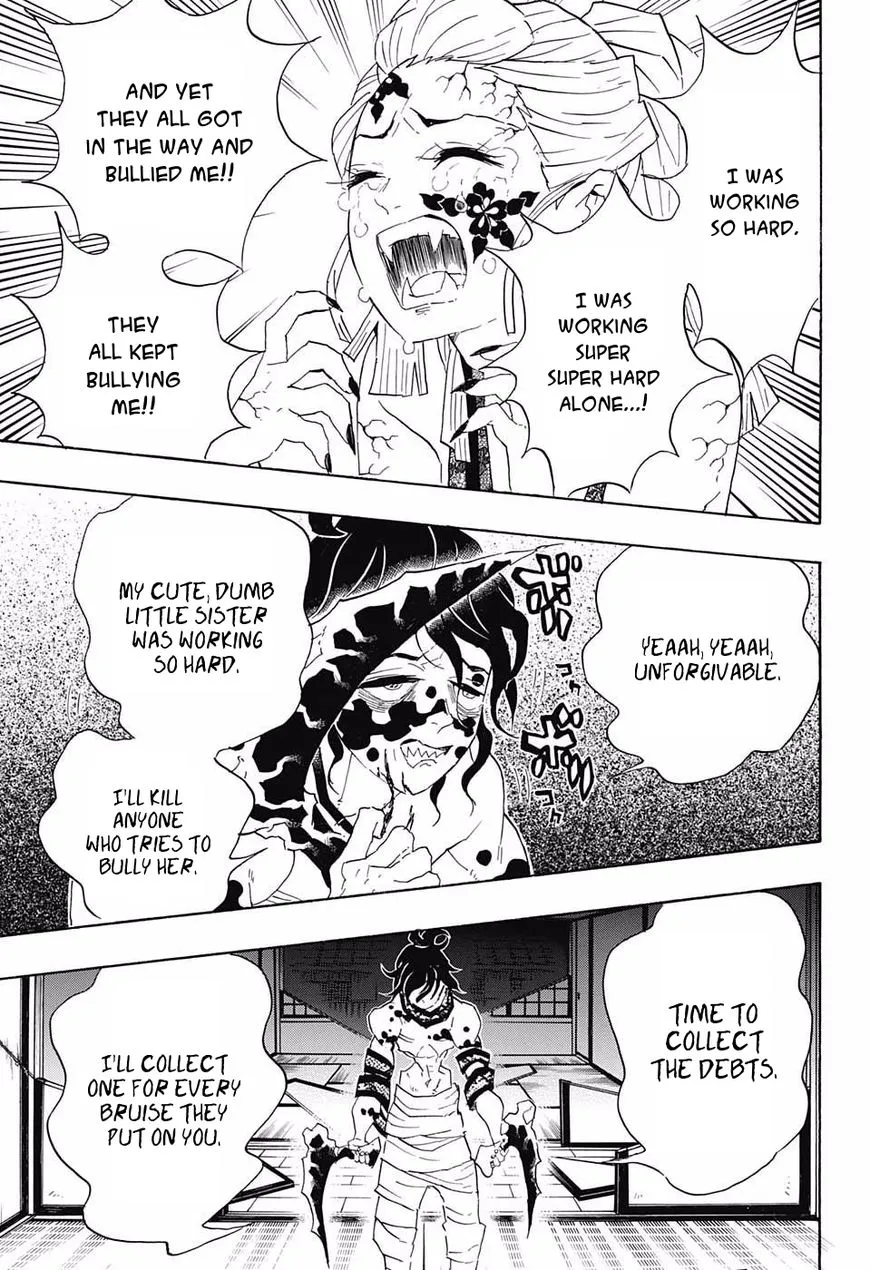 I WAS
WORKING
SO HARD.
I WAS
WORKING
SUPER
SUPER HARD
ALONE...!
AND YET
THEY ALL GOT
IN THE WAY AND
BULLIED ME!!
THEY
ALL KEPT
BULLYING
ME!!
YEAAH, YEAAH,
UNFORGIVABLE.
MY CUTE, DUMB
LITTLE SISTER
WAS WORKING
SO HARD.
I'LL KILL
ANYONE
WHO TRIES TO
BULLY HER.
TIME TO
COLLECT
THE DEBTS.
I'LL COLLECT
ONE FOR EVERY
BRUISE THEY
PUT ON YOU.